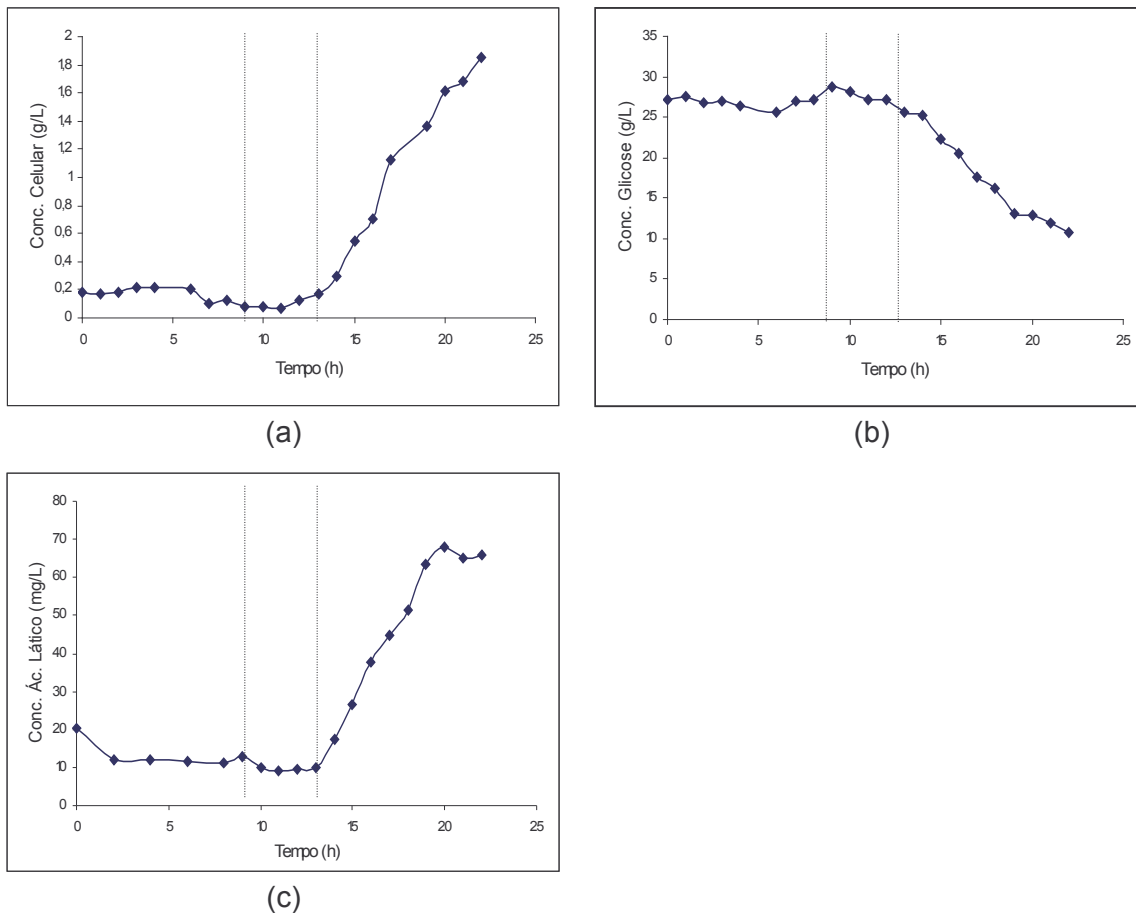 2
1,8
1,6
1,4
1,2
1
0,8
0,6
0,4
0,2
0
0 5 10 15 20 25
Conc. Celular (g/L)
Tempo (h)
(a)
35
30
25
20
15
10
5
0
0 5 10 15 20 25
Conc. Glicose (g/L)
Tempo (h)
(b)
80
70
60
50
40
30
20
10
0
0 5 10 15 20 25
Conc. Ác. Lático (mg/L)
Tempo (h)
(c)